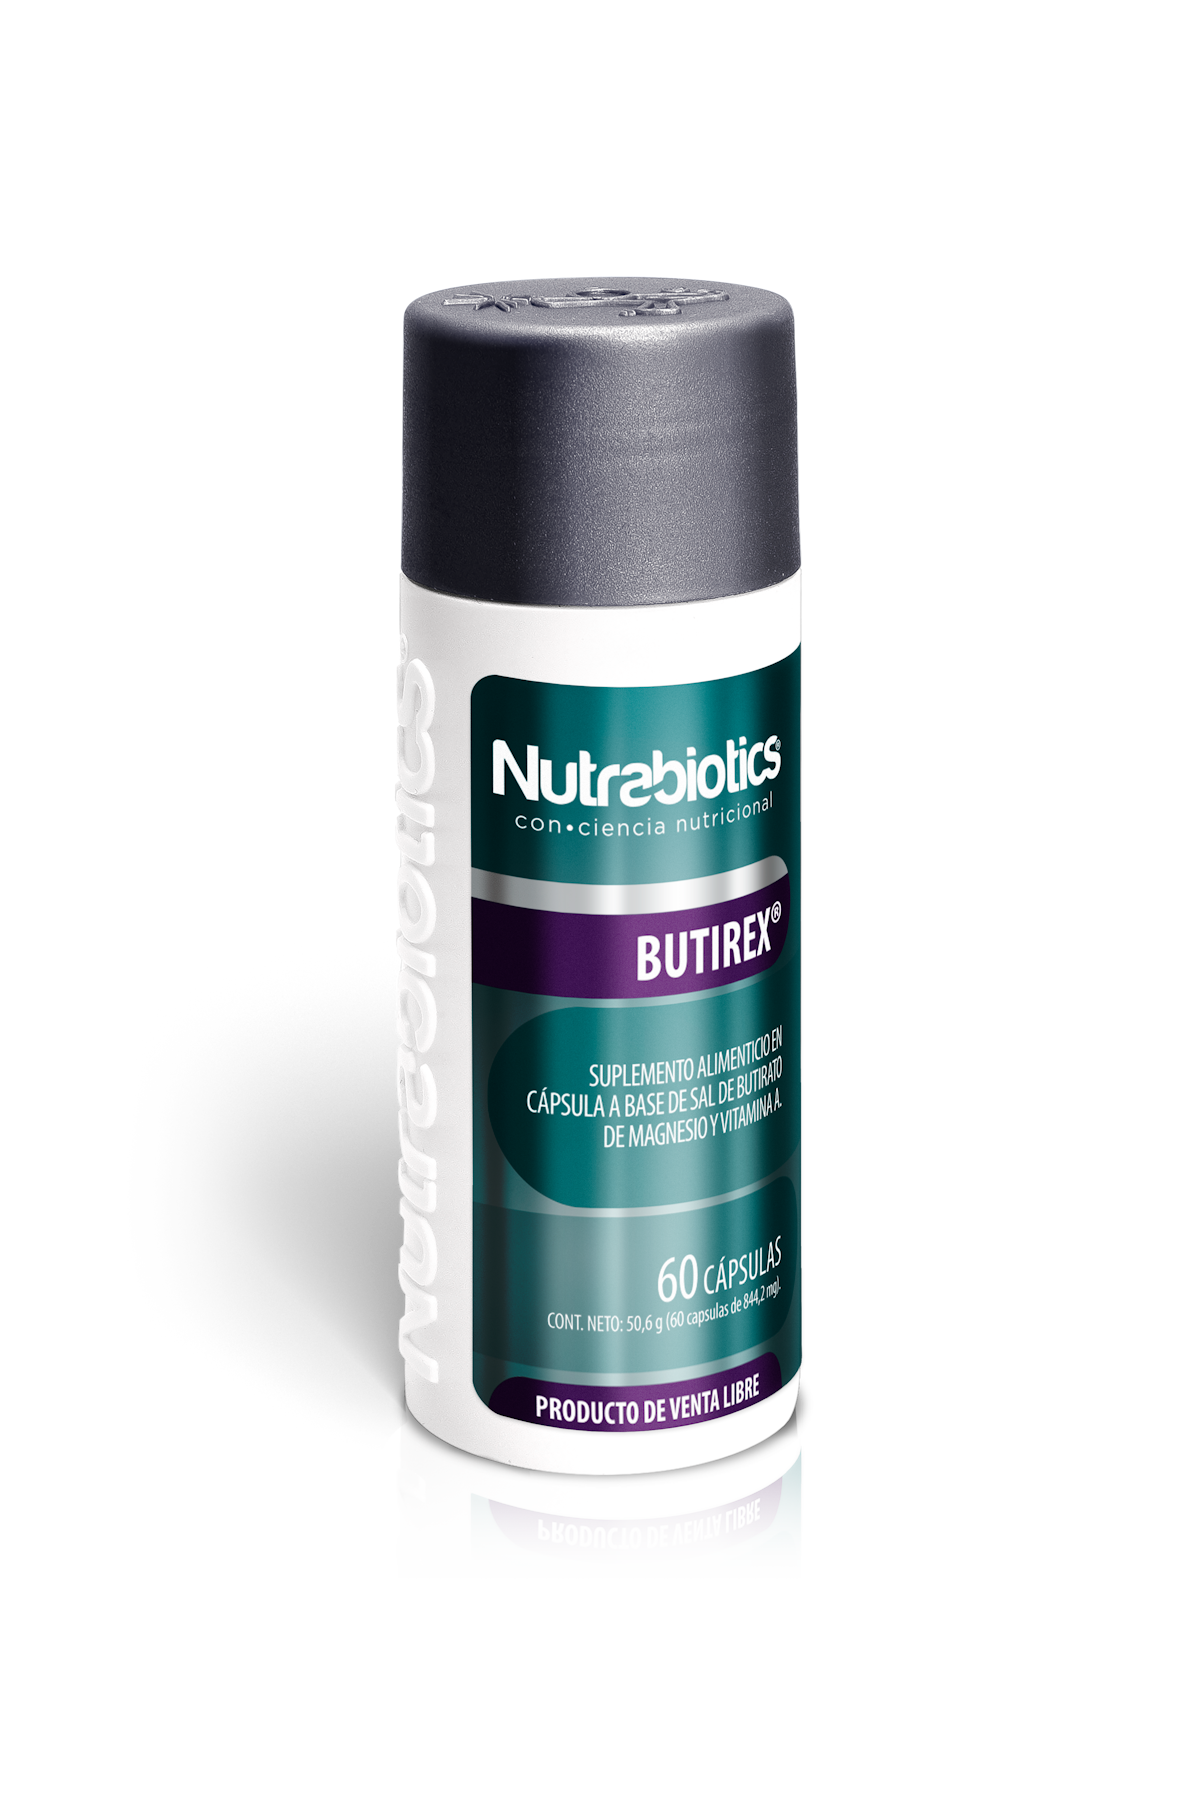 Nutrabiotics®
Nutrabiotics®
con•ciencia nutricional
BUTIREX®
SUPLEMENTO ALIMENTICIO EN
CÁPSULA A BASE DE SAL DE BUTIRATO
DE MAGNESIO Y VITAMINA A.
60 CÁPSULAS
CONT. NETO: 50,6 g (60 capsulas de 844,2 mg).
PRODUCTO DE VENTA LIBRE